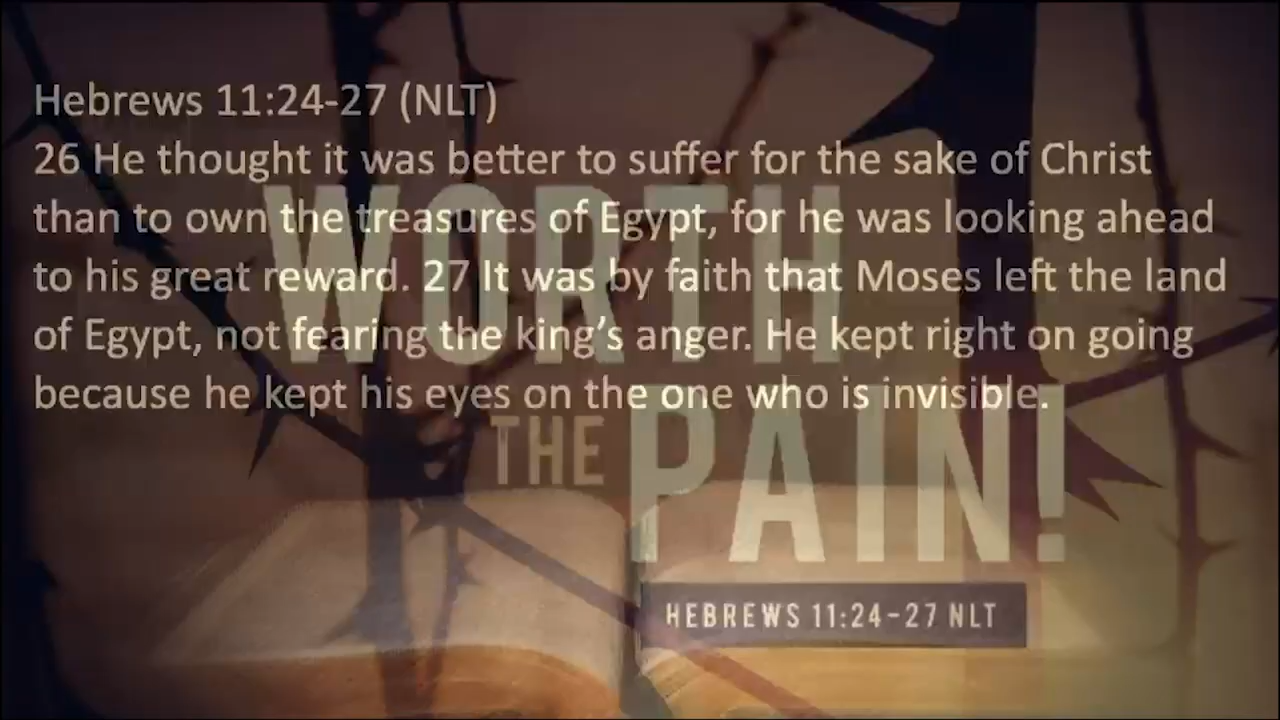 Hebrews 11:24-27 (NLT)
26 He thought it was better to suffer for the sake of Christ
than to own the treasures of Egypt, for he was looking ahead
to his great reward. 27 It was by faith that Moses left the land
of Egypt, not fearing the king’s anger. He kept right on going
because he kept his eyes on the one who is invisible.
WORTH
THE PAIN!
HEBREWS 11:24-27 NLT